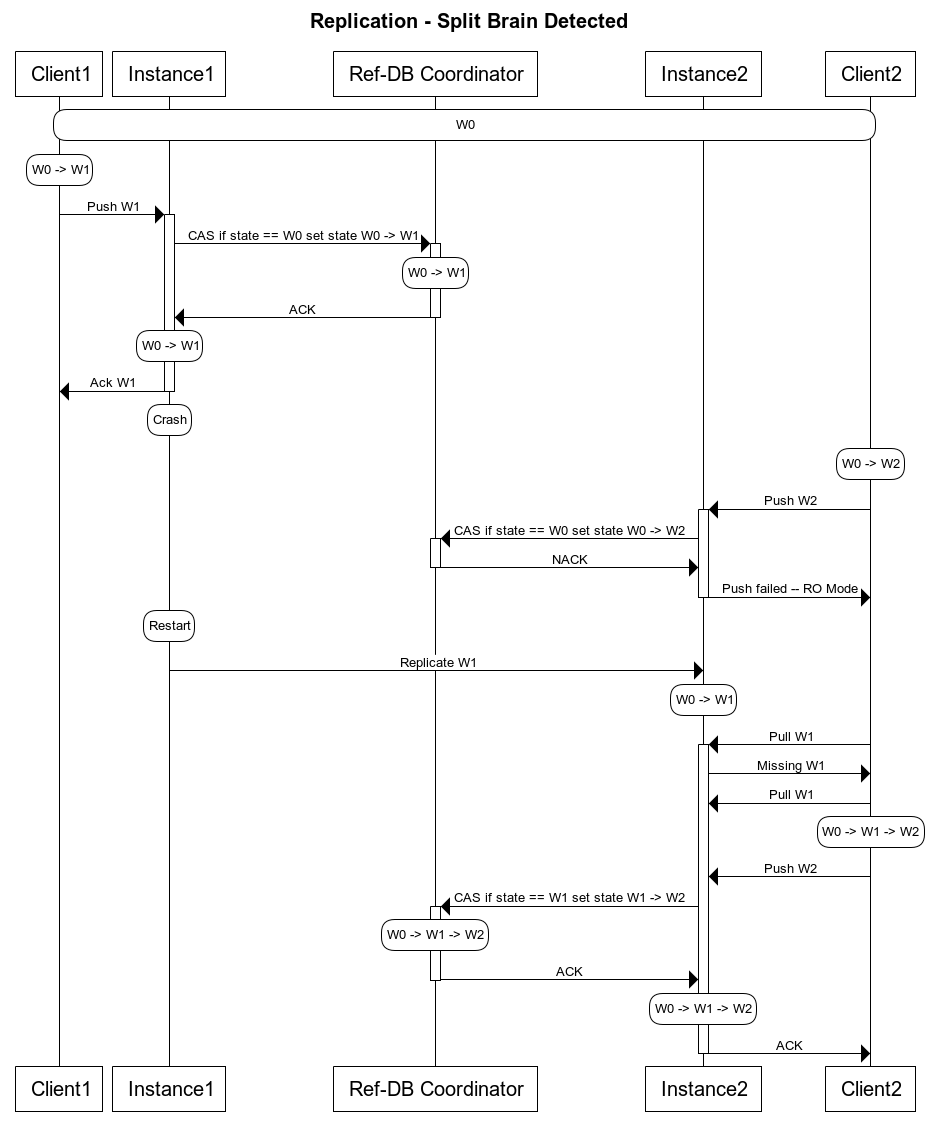 Replication - Split Brain Detected
Client1
Instance1
Ref-DB Coordinator
Instance2
Client2
W0
W0 -> W1
Push W1
CAS if state == W0 set state W0 -> W1
W0 -> W1
ACK
W0 -> W1
Ack W1
Crash
W0 -> W2
Push W2
CAS if state == W0 set state W0 -> W2
NACK
Push failed -- RO Mode
Restart
Replicate W1
W0 -> W1
Pull W1
Missing W1
Pull W1
W0 -> W1 -> W2
Push W2
CAS if state == W1 set state W1 -> W2
W0 -> W1 -> W2
ACK
W0 -> W1 -> W2
ACK
Client1
Instance1
Ref-DB Coordinator
Instance2
Client2